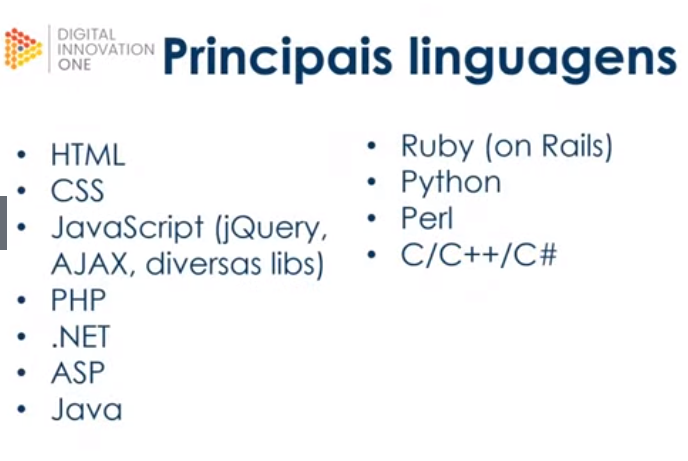 DIGITAL
INNOVATION
ONE
Principais linguagens
• HTML
• CSS
• JavaScript (jQuery,
AJAX, diversas libs)
• PHP
• .NET
• ASP
• Java
• Ruby (on Rails)
• Python
• Perl
• C/C++/C#